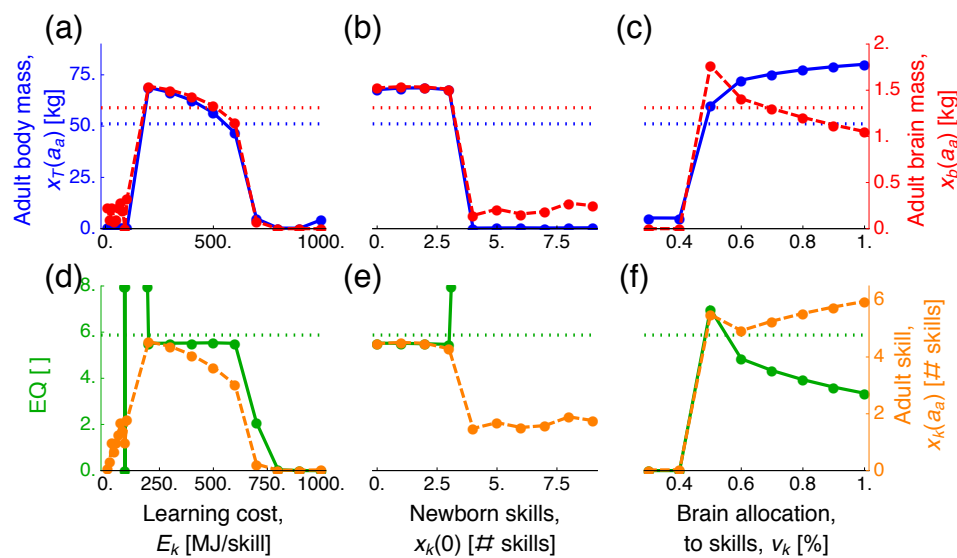 (a)
(b)
(c)
Adult body mass,
x_T(a_a) [kg]
75.
50.
25.
0.
0.
500.
1000.
0.
2.5
5.
7.5
0.4
0.6
0.8
1.
2.
1.5
1.
0.5
0
Adult brain mass,
x_b(a_a) [kg]
(d)
(e)
(f)
EQ [ ]
8.
6.
4.
2.
0.
0.
250.
500.
750.
1000.
0.
2.5
5.
7.5
0.4
0.6
0.8
1.
6
4
2
0
Adult skill,
x_k(a_a) [# skills]
Learning cost,
E_k [MJ/skill]
Newborn skills,
x_k(0) [# skills]
Brain allocation,
to skills, v_k [%]